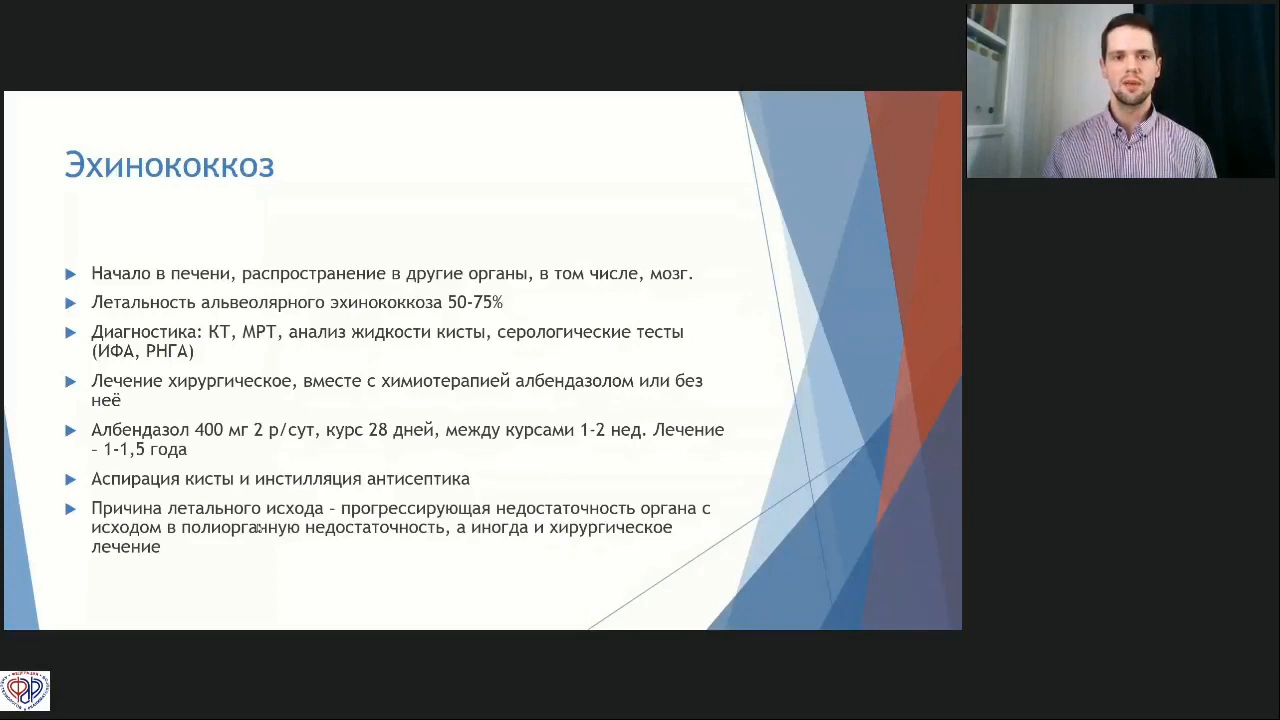 Эхинококкоз
Начало в печени, распространение в другие органы, в том числе, мозг.
Летальность альвеолярного эхинококкоза 50-75%
Диагностика: КТ, МРТ, анализ жидкости кисты, серологические тесты
(ИФА, РНГА)
Лечение хирургическое, вместе с химиотерапией албендазолом или без
неё
Албендазол 400 мг 2 р/сут, курс 28 дней, между курсами 1-2 нед. Лечение
– 1-1,5 года
Аспирация кисты и инстилляция антисептика
Причина летального исхода – прогрессирующая недостаточность органа с
исходом в полиорганную недостаточность, а иногда и хирургическое
лечение